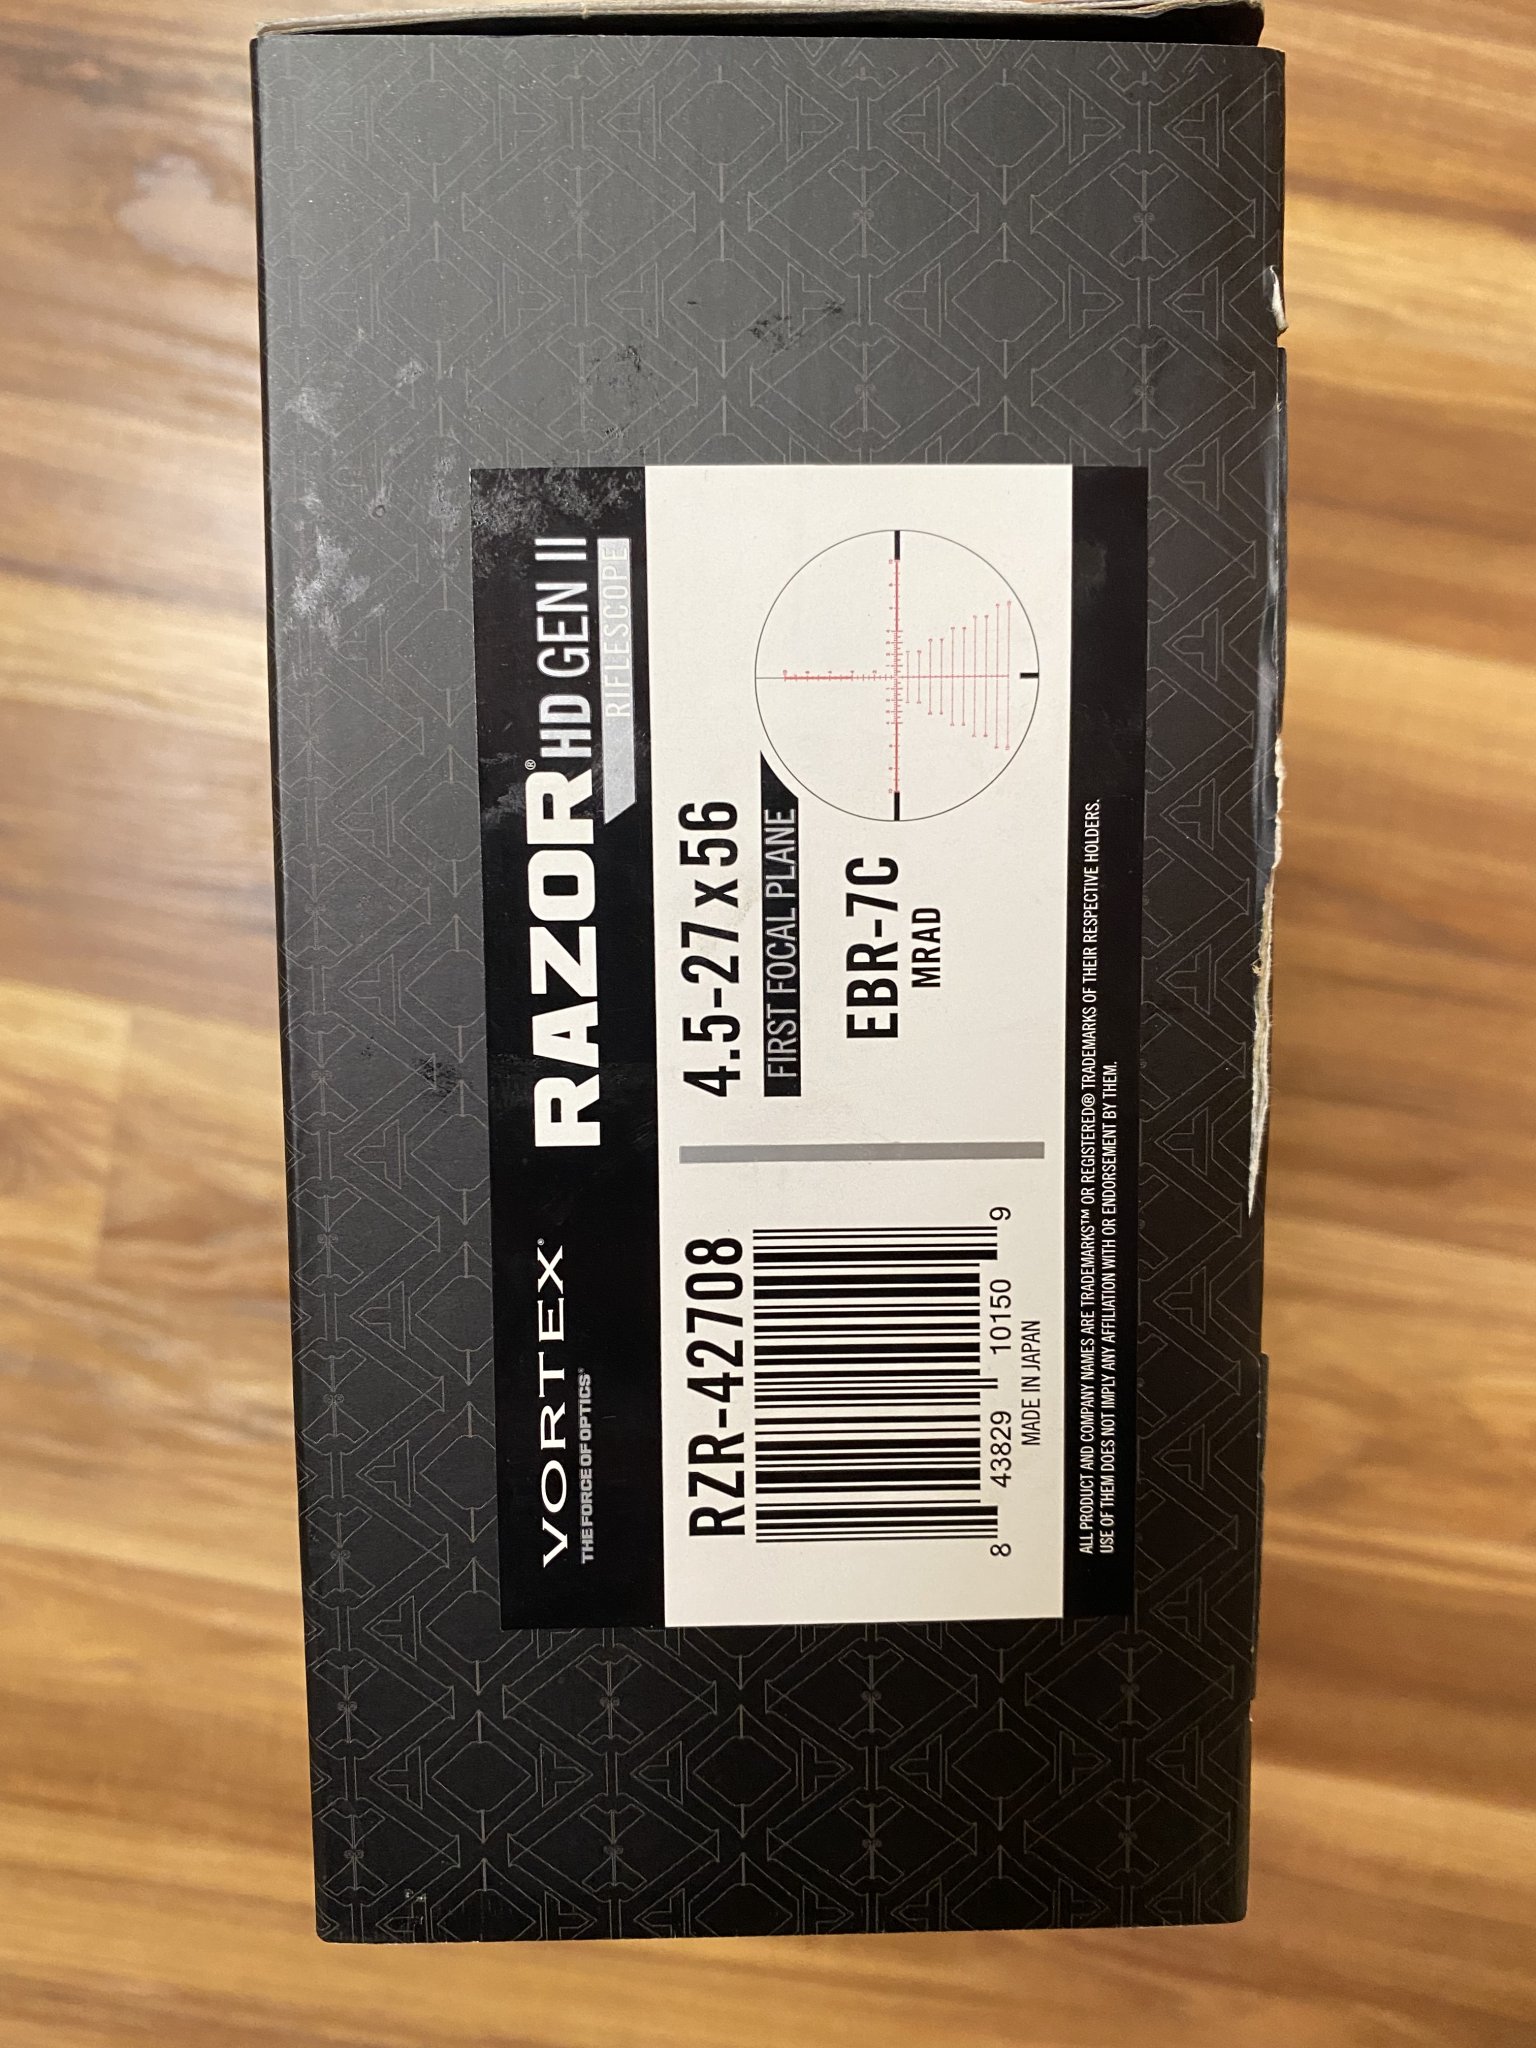 VORTEX®
THE FORCE OF OPTICS®
RAZOR® HD GEN II
RIFLESCOPE
RZR-42708
8 43829 10150 9
MADE IN JAPAN
4.5-27 x 56
FIRST FOCAL PLANE
EBR-7C
MRAD
ALL PRODUCT AND COMPANY NAMES ARE TRADEMARKS™ OR REGISTERED® TRADEMARKS OF THEIR RESPECTIVE HOLDERS.
USE OF THEM DOES NOT IMPLY ANY AFFILIATION WITH OR ENDORSEMENT BY THEM.